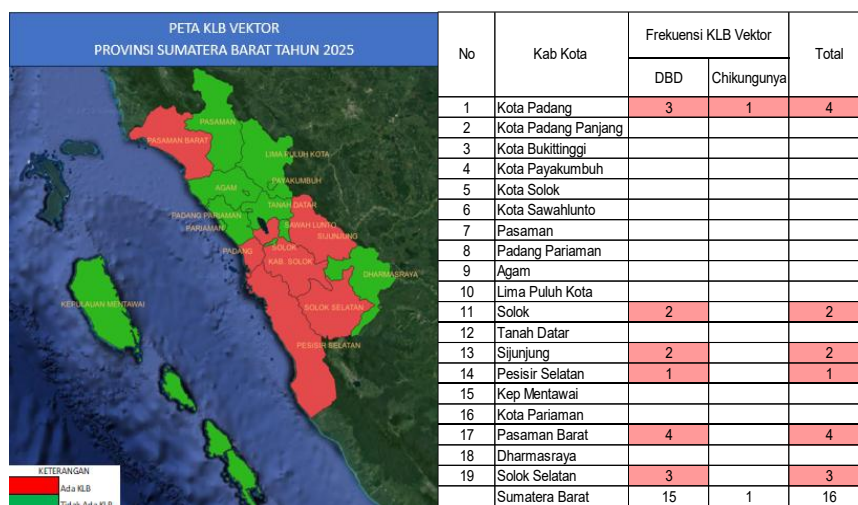 PETA KLB VEKTOR
PROVINSI SUMATERA BARAT TAHUN 2025
PASAMAN
PASAMAN BARAT
LIMA PULUH KOTA
PAYAKUMBUH
AGAM
TANAH DATAR
PADANG PARIAMAN
PARIAMAN
SAWAH LUNTO
SIJUNJUNG
PADANG
SOLOK
KAB. SOLOK
DHARMASRAYA
KEPULAUAN MENTAWAI
SOLOK SELATAN
PESISIR SELATAN
KETERANGAN
Ada KLB
Tidak Ada KLB
No Kab Kota Frekuensi KLB Vektor Total
DBD Chikungunya
1 Kota Padang 3 1 4
2 Kota Padang Panjang
3 Kota Bukittinggi
4 Kota Payakumbuh
5 Kota Solok
6 Kota Sawahlunto
7 Pasaman
8 Padang Pariaman
9 Agam
10 Lima Puluh Kota
11 Solok 2 2
12 Tanah Datar
13 Sijunjung 2 2
14 Pesisir Selatan 1 1
15 Kep Mentawai
16 Kota Pariaman
17 Pasaman Barat 4 4
18 Dharmasraya
19 Solok Selatan 3 3
Sumatera Barat 15 1 16